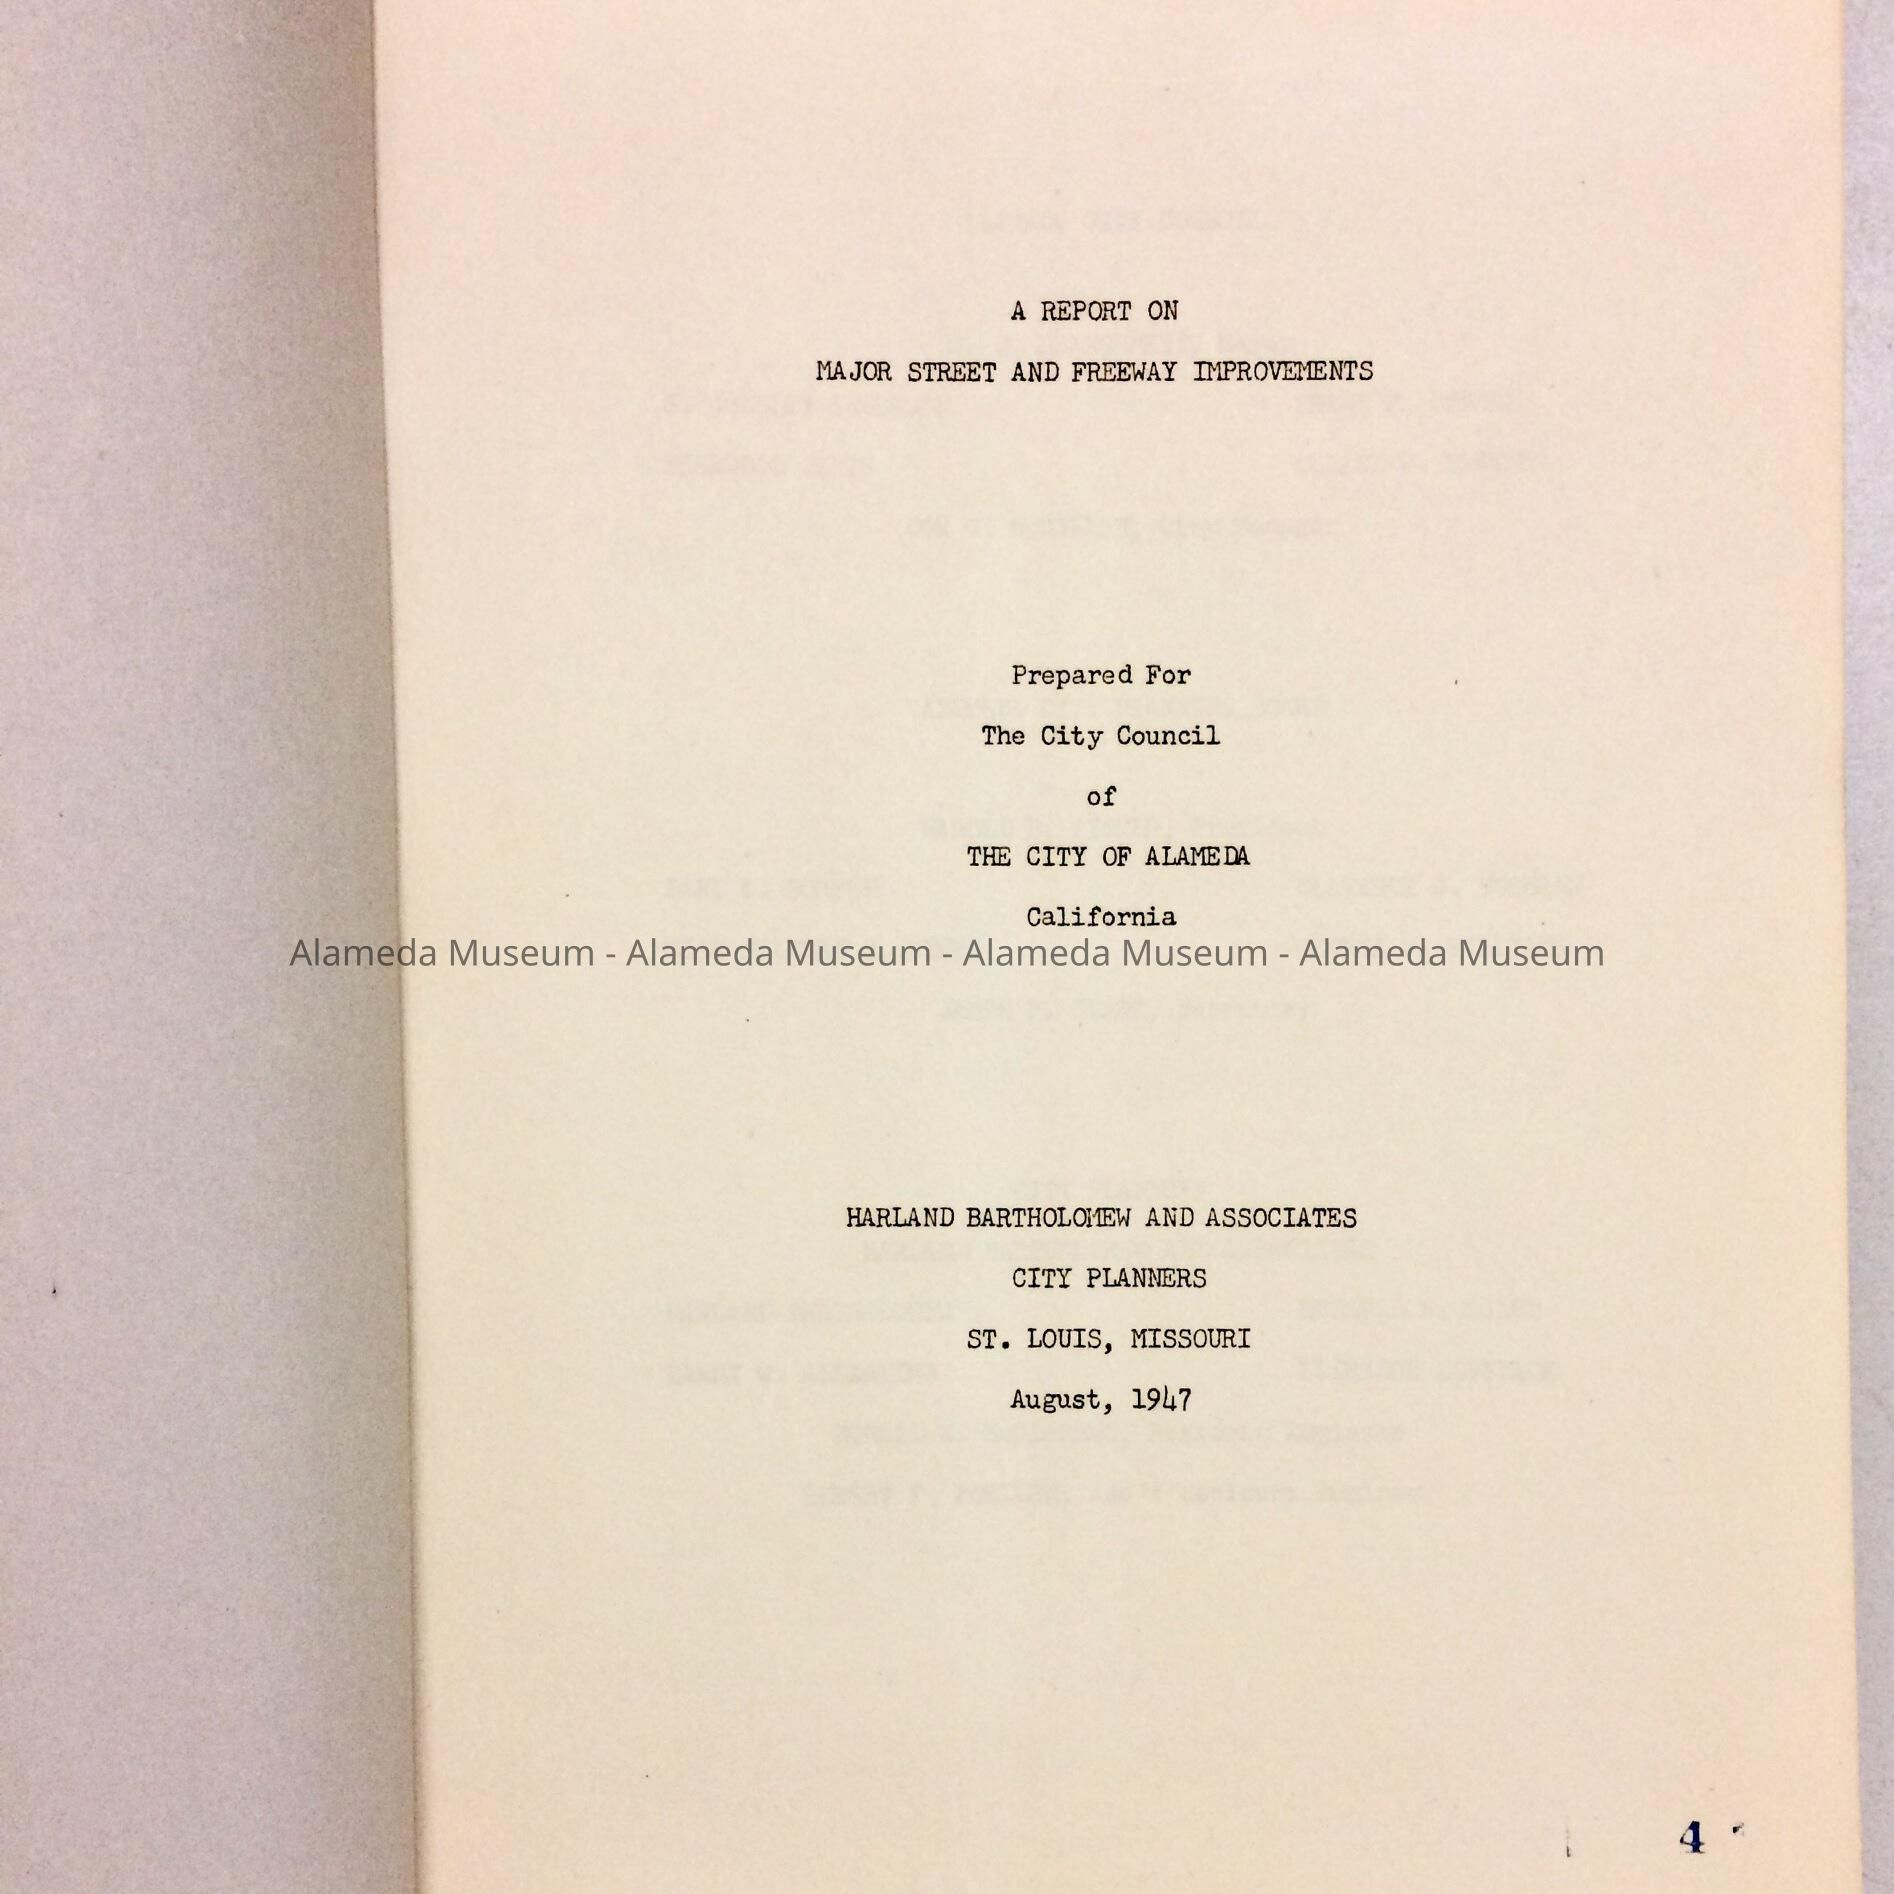 A REPORT ON
MAJOR STREET AND FREEWAY IMPROVEMENTS
Prepared For
The City Council
of
THE CITY OF ALAMEDA
California
Alameda Museum - Alameda Museum - Alameda Museum - Alameda Museum
HARLAND BARTHOLOMEW AND ASSOCIATES
CITY PLANNERS
ST. LOUIS, MISSOURI
August, 1947
4